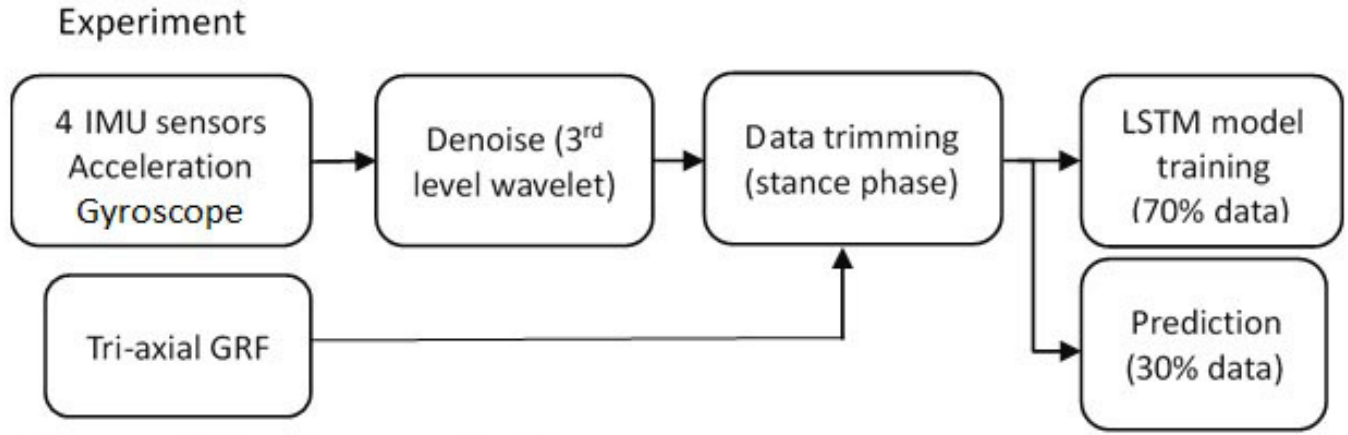 Experiment
4 IMU sensors
Acceleration
Gyroscope
Denoise (3rd
level wavelet)
Data trimming
(stance phase)
LSTM model
training
(70% data)
Tri-axial GRF
Prediction
(30% data)